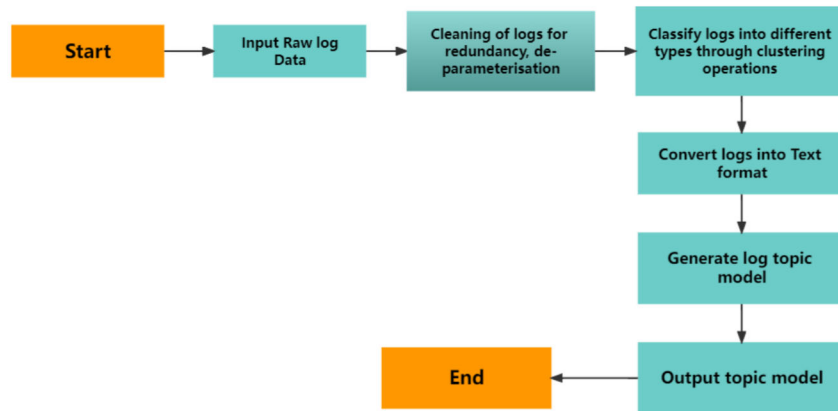 Start
Input Raw log
Data
Cleaning of logs for
redundancy, de-
parameterisation
Classify logs into different
types through clustering
operations
Convert logs into Text
format
Generate log topic
model
Output topic model
End